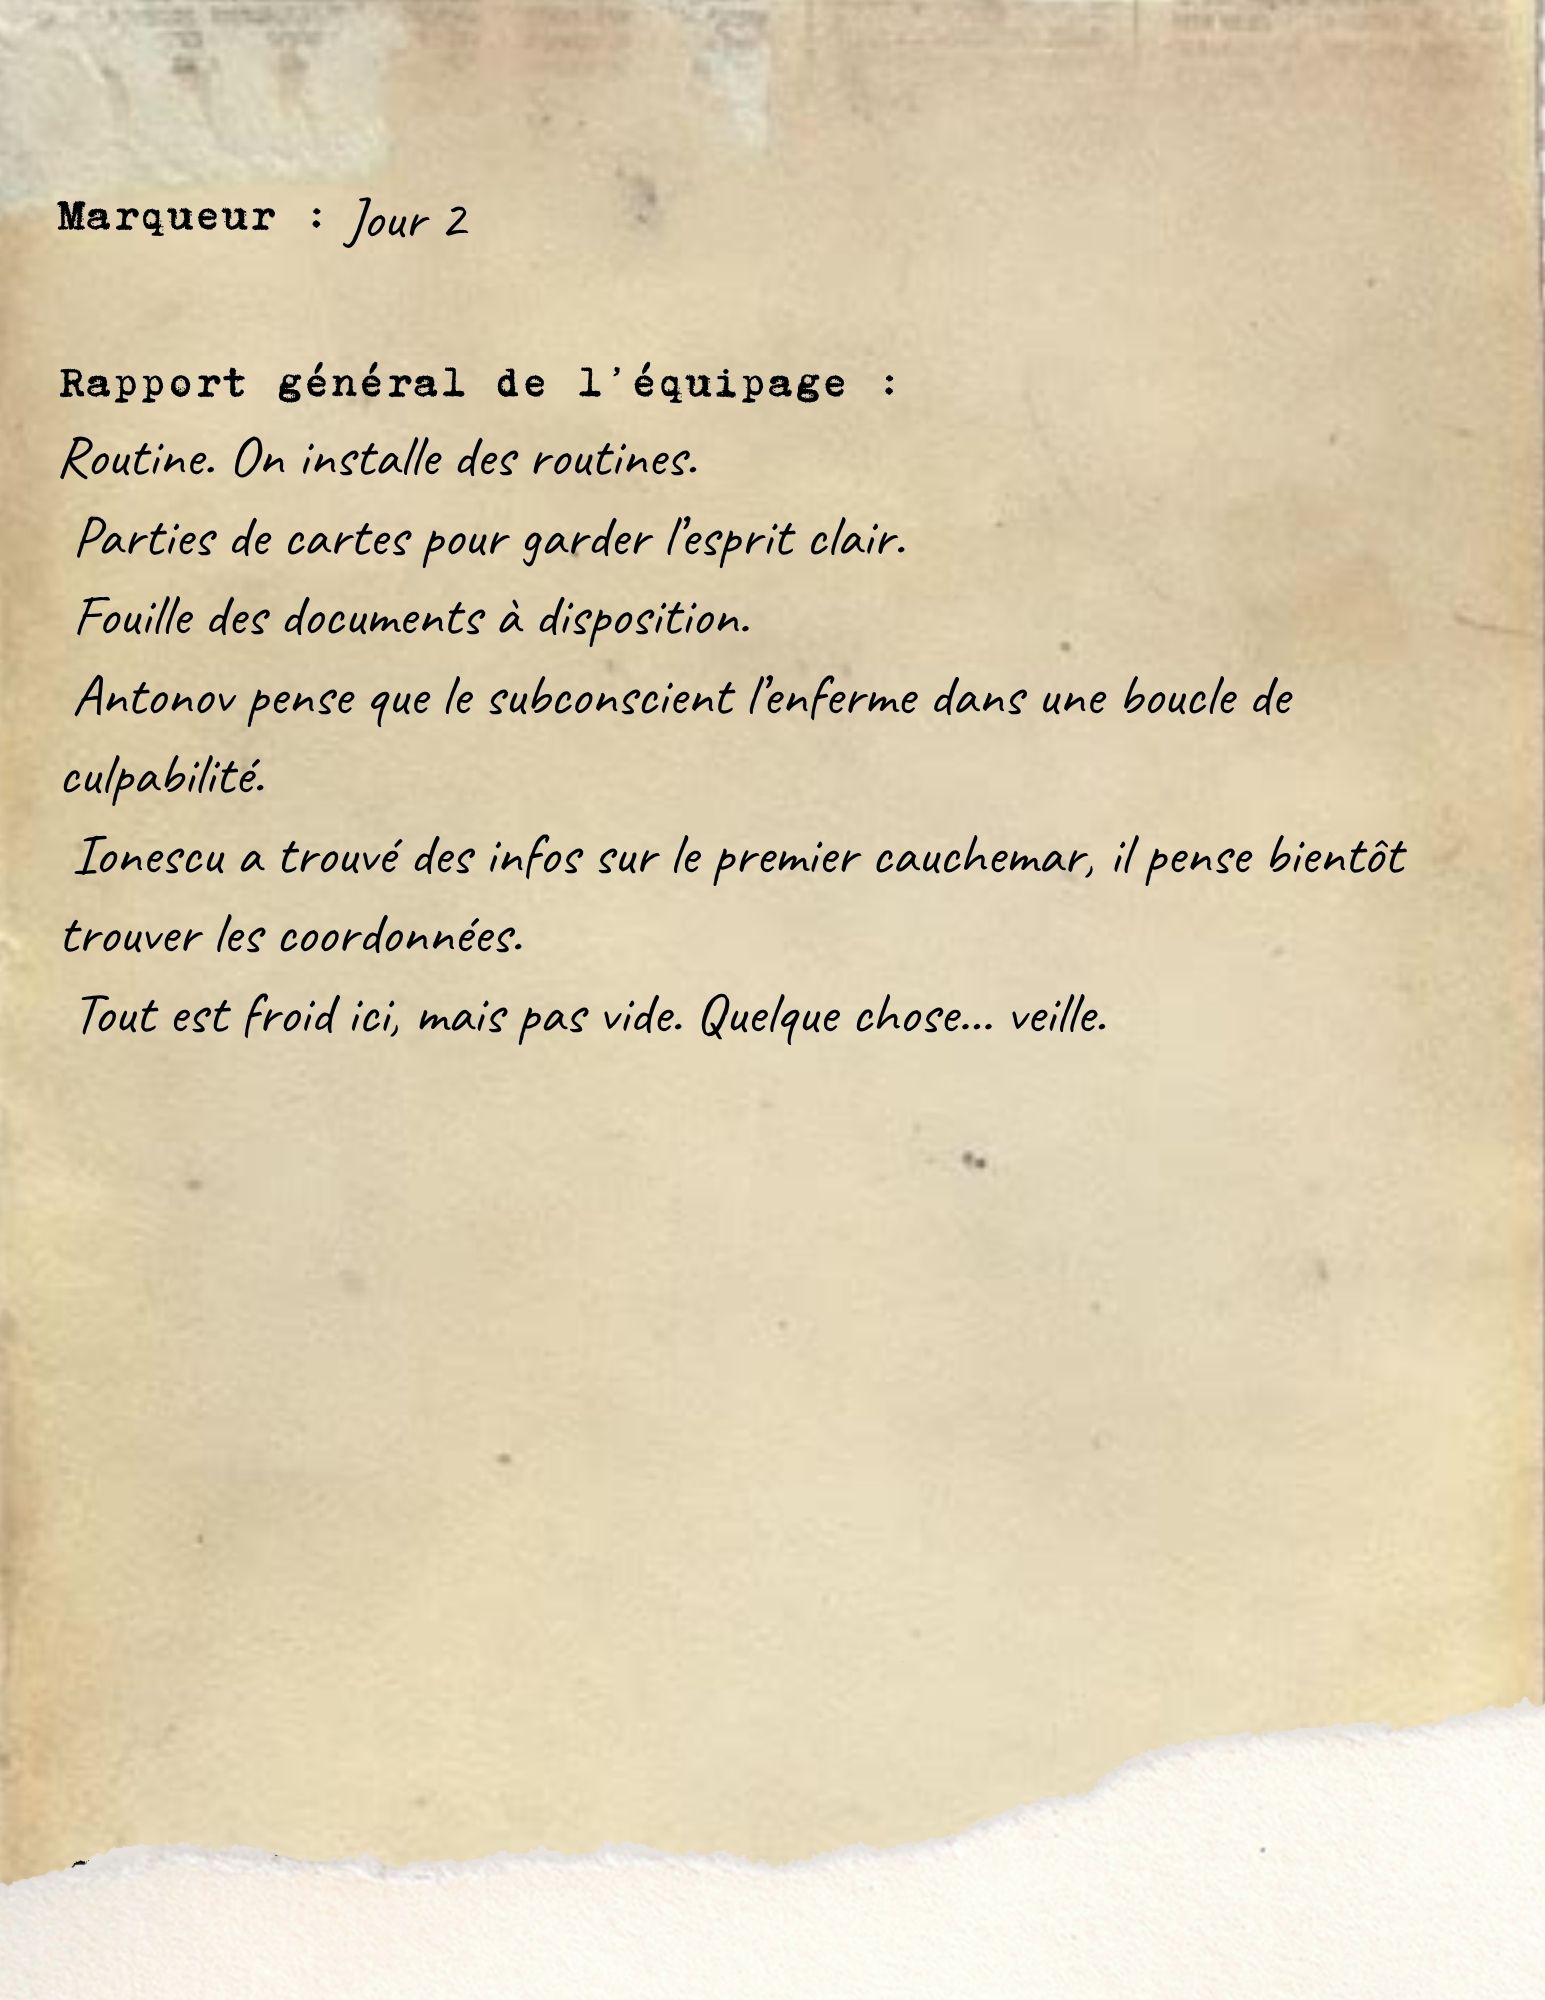 Marqueur : Jour 2
Rapport général de l'équipage :
Routine. On installe des routines.
Parties de cartes pour garder l'esprit clair.
Fouille des documents à disposition.
Antonov pense que le subconscient l'enferme dans une boucle de
culpabilité.
Ionescu a trouvé des infos sur le premier cauchemar, il pense bientôt
trouver les coordonnées.
Tout est froid ici, mais pas vide. Quelque chose... veille.